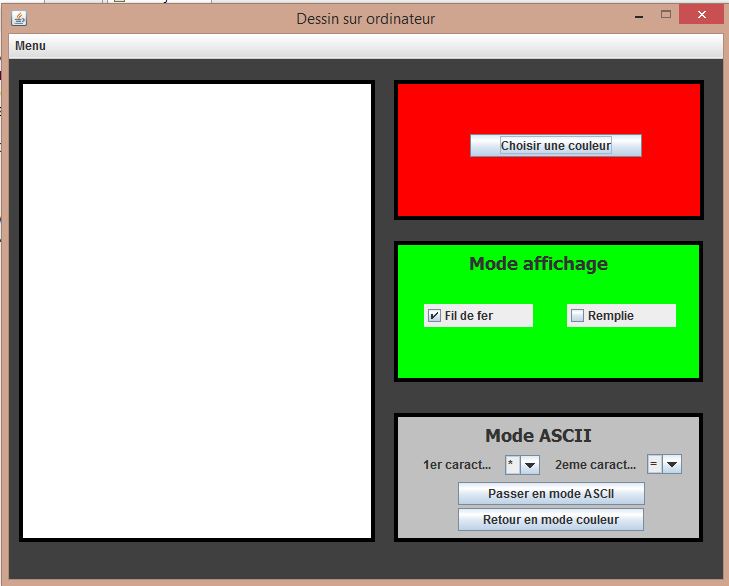 Dessin sur ordinateur
Menu
Choisir une couleur
Mode affichage
Fil de fer Remplie
Mode ASCII
1er caract... * 2eme caract... =
Passer en mode ASCII
Retour en mode couleur